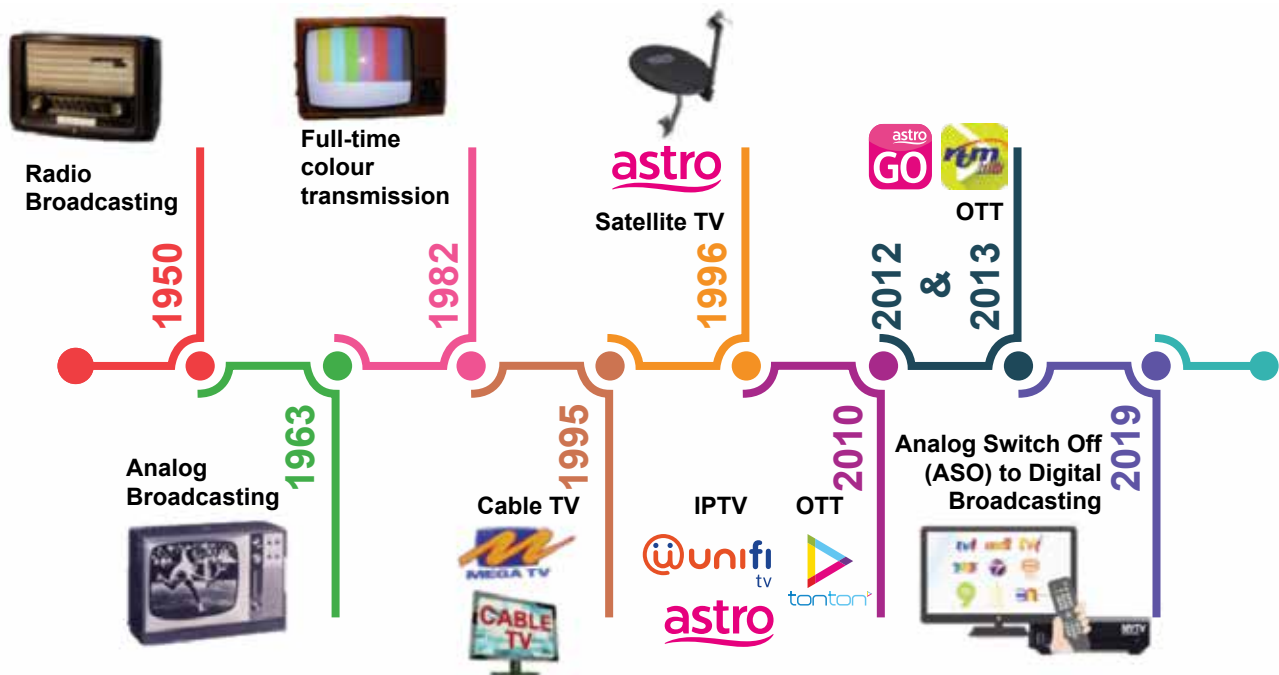 Radio
Broadcasting
1950
Analog
Broadcasting
1963
Full-time
colour
transmission
1982
Cable TV
MEGA TV
CABLE
TV
1995
astro
Satellite TV
1996
IPTV
unifi
tv
astro
OTT
tonton
2010
astro
GO
rtm
OTT
2012
&
2013
Analog Switch Off
(ASO) to Digital
Broadcasting
MYTV
2019